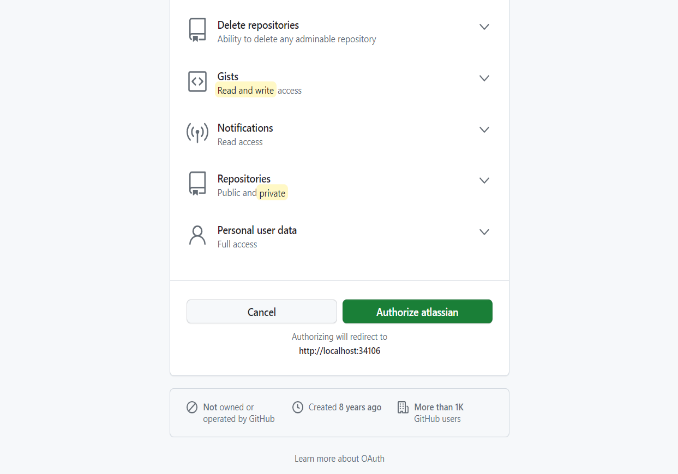 Delete repositories
Ability to delete any adminable repository
Gists
Read and write access
Notifications
Read access
Repositories
Public and private
Personal user data
Full access
Cancel
Authorize atlassian
Authorizing will redirect to
http://localhost:34106
Not owned or
operated by GitHub
Created 8 years ago
More than 1K
GitHub users
Learn more about OAuth